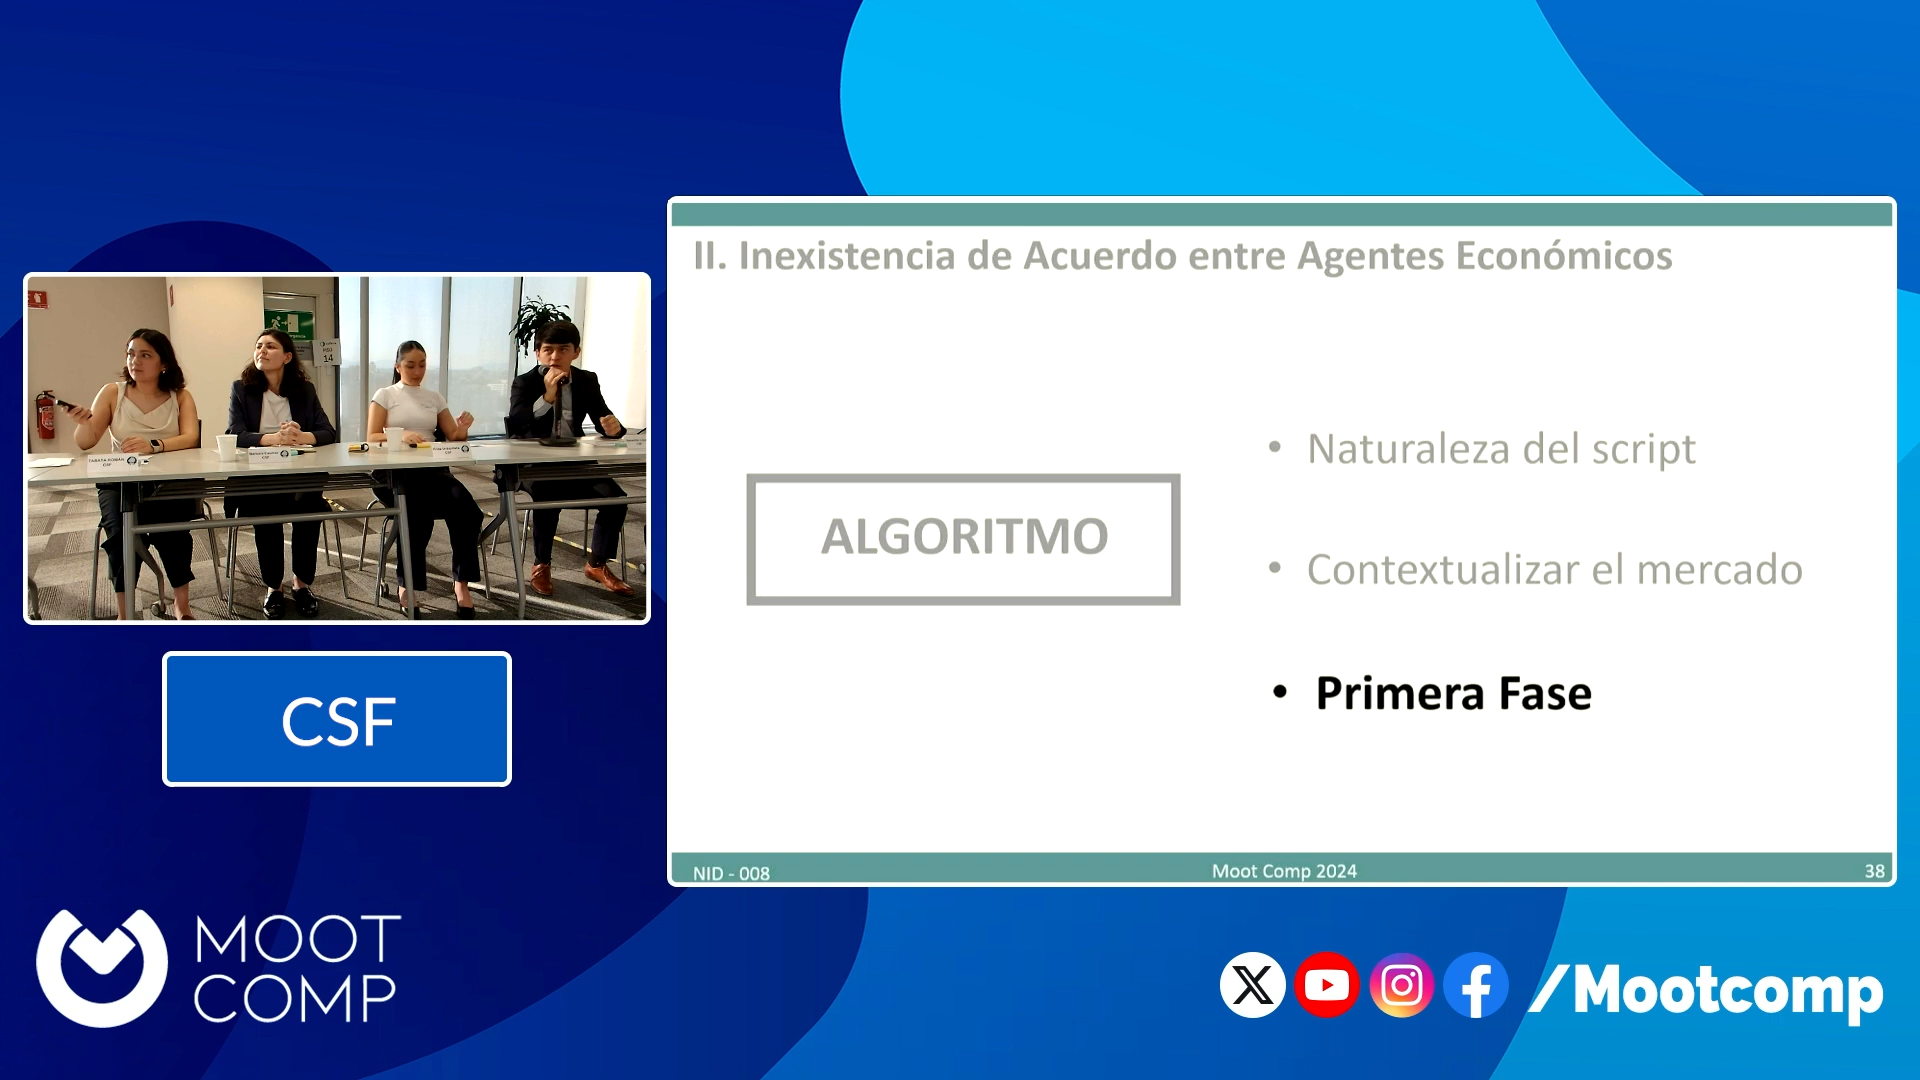 II. Inexistencia de Acuerdo entre Agentes Económicos
• Naturaleza del script
ALGORITMO
• Contextualizar el mercado
• Primera Fase
NID - 008
Moot Comp 2024
38
14
CSF
MOOT
COMP
/Mootcomp